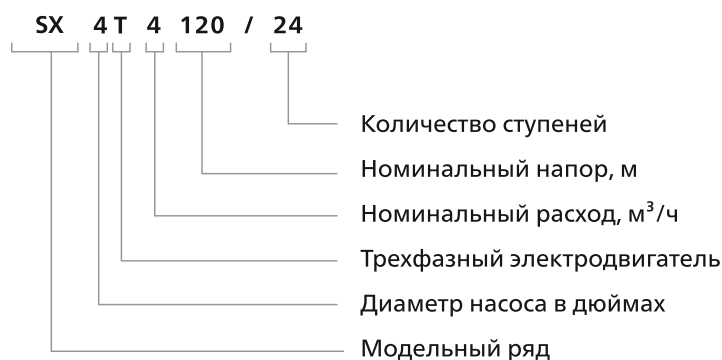 SX 4 T 4 120 / 24
Количество ступеней
Номинальный напор, м
Номинальный расход, м³/ч
Трехфазный электродвигатель
Диаметр насоса в дюймах
Модельный ряд